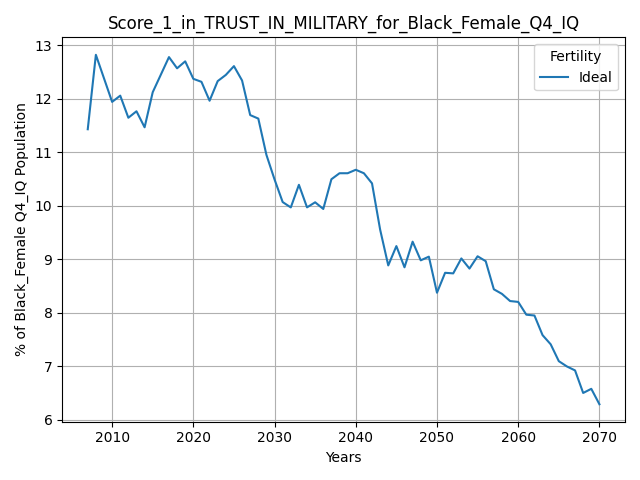 Score_1_in_TRUST_IN_MILITARY_for_Black_Female_Q4_IQ
Fertility
Ideal
% of Black_Female Q4_IQ Population
13
12
11
10
9
8
7
6
2010 2020 2030 2040 2050 2060 2070
Years